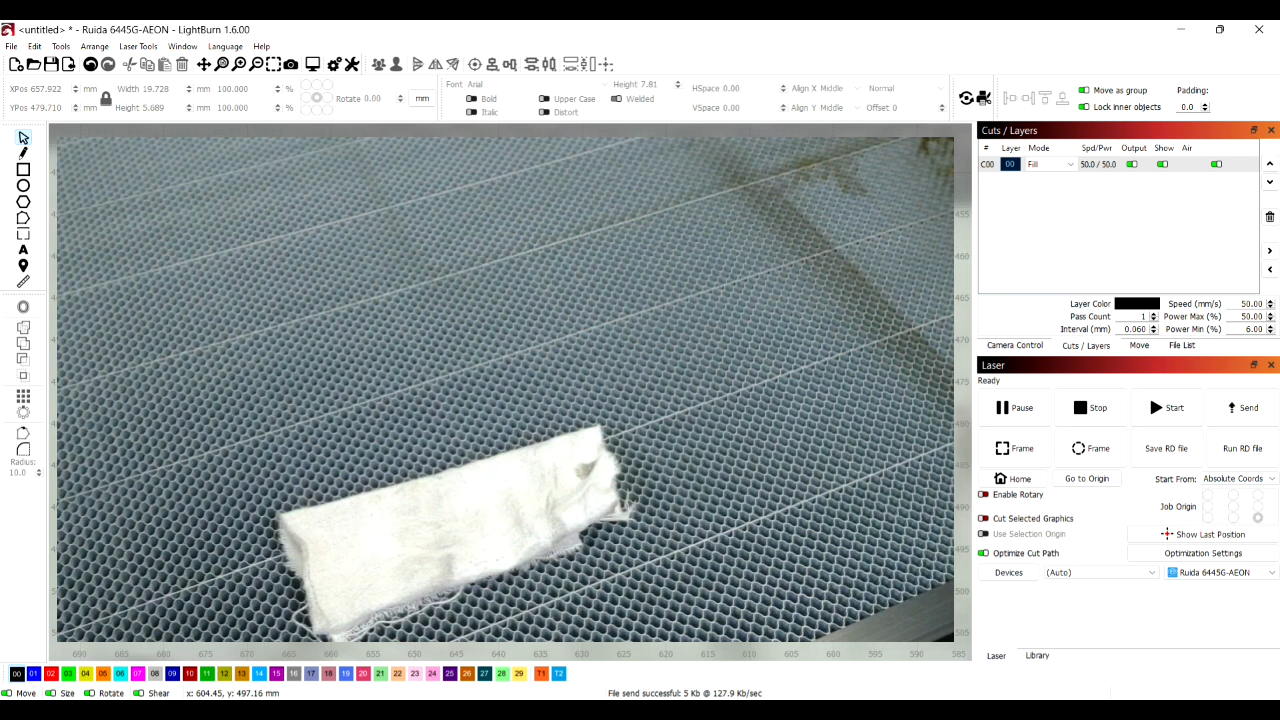 <untitled> * - Ruida 6445G-AEON - LightBurn 1.6.00
File Edit Tools Arrange Laser Tools Window Language Help
XPos 657.922 mm Width 19.728 mm 100.000 % Rotate 0.00 mm
YPos 479.710 mm Height 5.689 mm 100.000 %
Font Arial Height 7.81 HSpace 0.00 Align X Middle Normal
Bold Upper Case Welded VSpace 0.00 Align Y Middle Offset 0
Italic Distort
Move as group Padding:
Lock inner objects 0.0
Cuts / Layers
# Layer Mode Spd/Pwr Output Show Air
C00 00 Fill 50.0 / 50.0
Layer Color Speed (mm/s) 50.00
Pass Count 1 Power Max (%) 50.00
Interval (mm) 0.060 Power Min (%) 6.00
Camera Control Cuts / Layers Move File List
Laser
Ready
Pause Stop Start Send
Frame Frame Save RD file Run RD file
Home Go to Origin Start From: Absolute Coords
Enable Rotary
Job Origin
Cut Selected Graphics
Use Selection Origin Show Last Position
Optimize Cut Path Optimization Settings
Devices (Auto) Ruida 6445G-AEON
Laser Library
Radius:
10.0
455
460
465
470
475
480
485
490
495
500
505
690 685 680 675 670 665 660 655 650 645 640 635 630 625 620 615 610 605 600 595 590 585
00 01 02 03 04 05 06 07 08 09 10 11 12 13 14 15 16 17 18 19 20 21 22 23 24 25 26 27 28 29 T1 T2
Move Size Rotate Shear x: 604.45, y: 497.16 mm File send successful: 5 Kb @ 127.9 Kb/sec